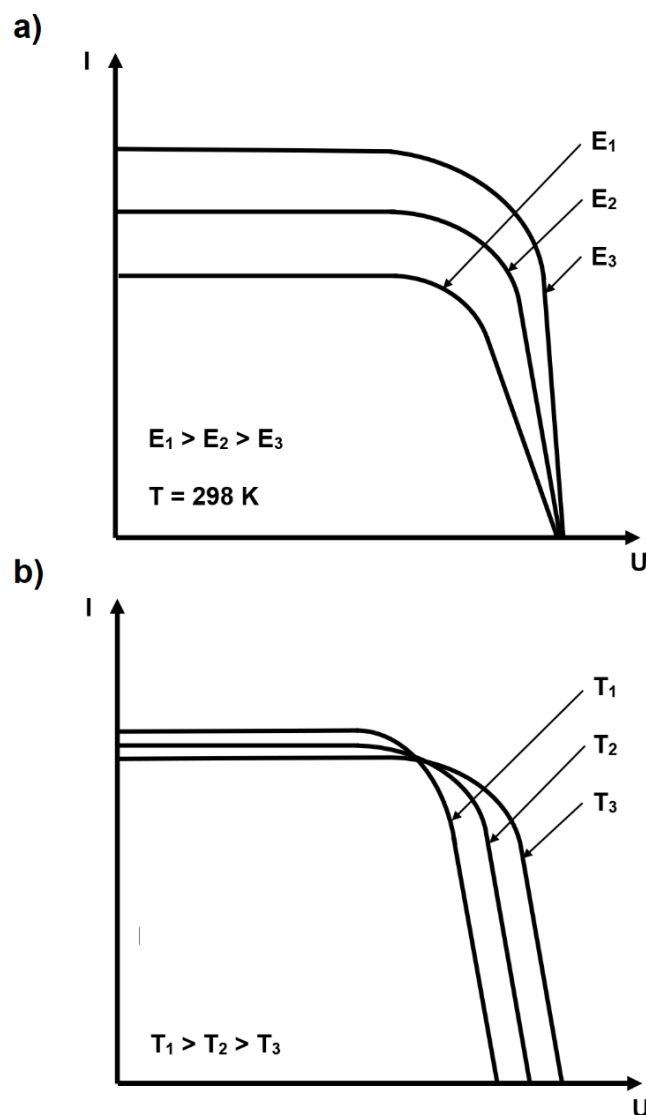 a)
I
E₁
E₂
E₃
E₁ > E₂ > E₃
T = 298 K
U
b)
I
T₁
T₂
T₃
T₁ > T₂ > T₃
U